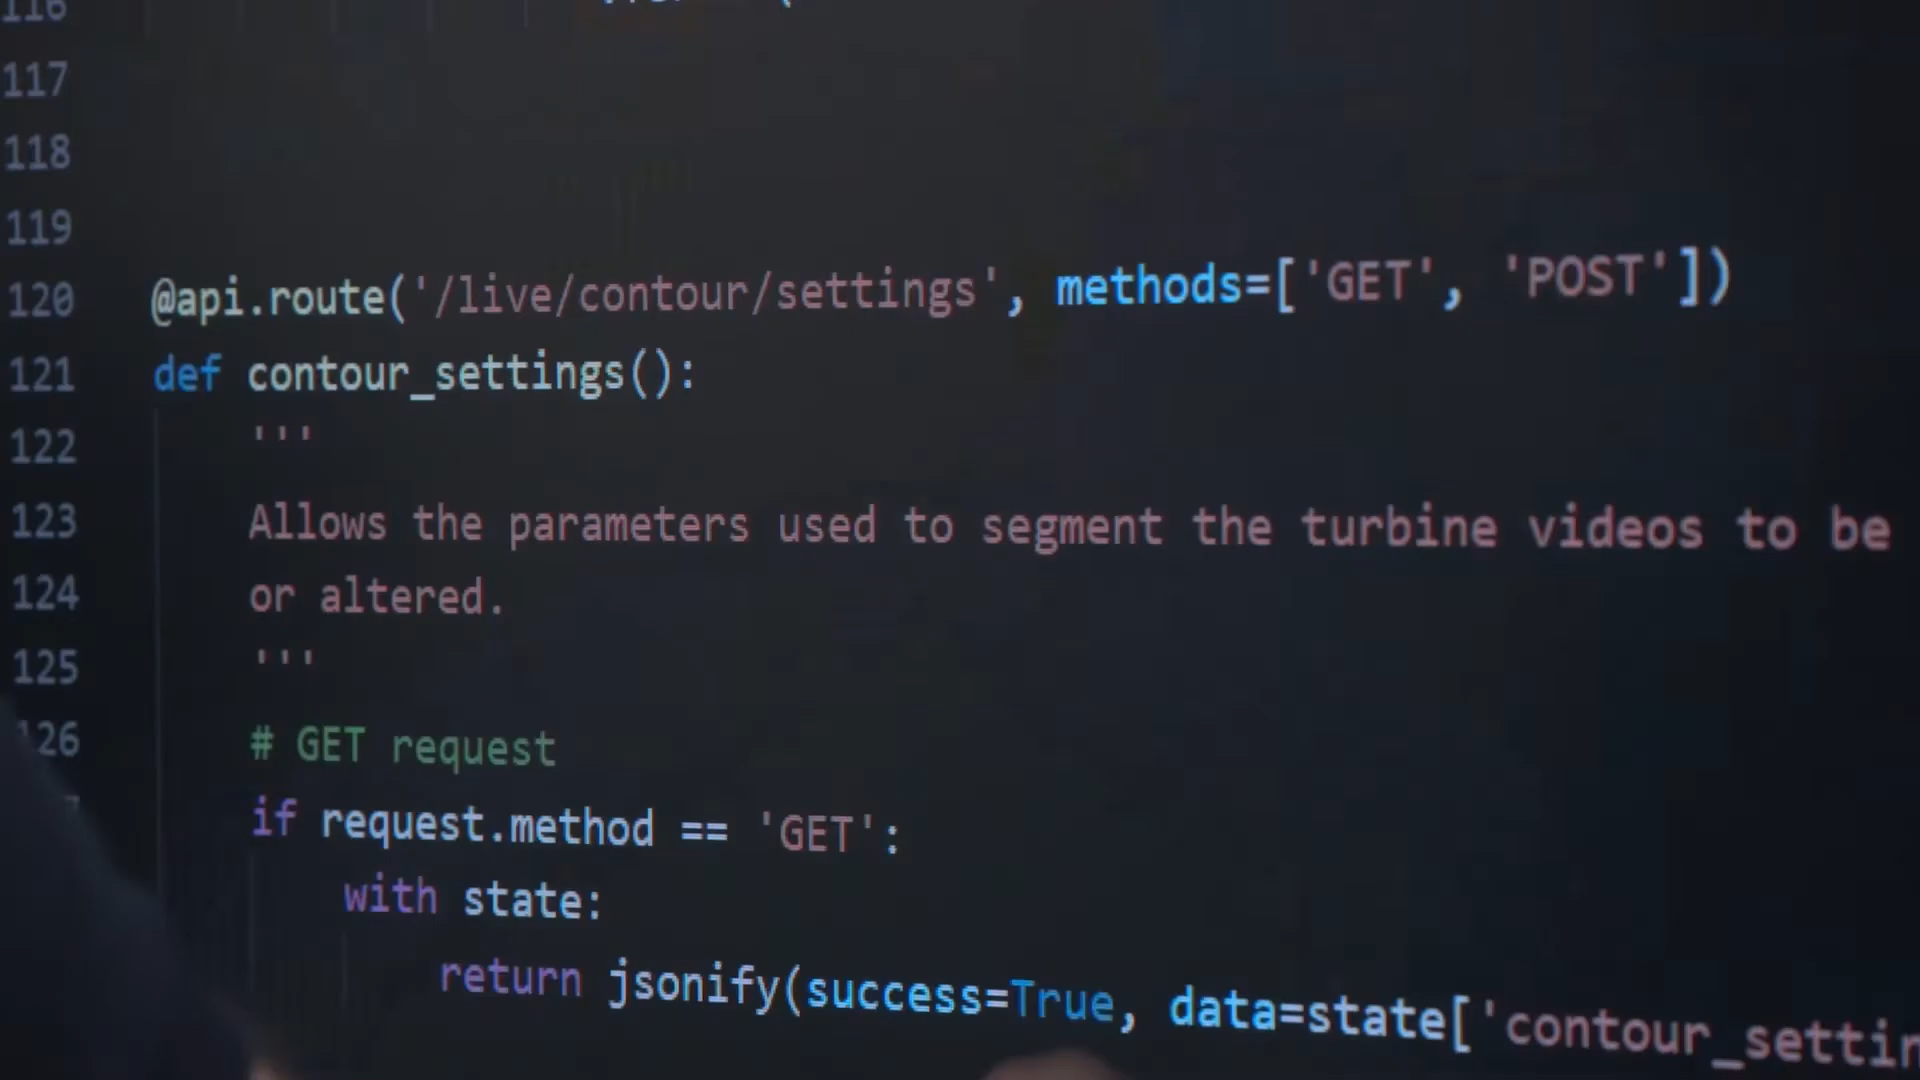 116
117
118
119
120 @api.route('/live/contour/settings', methods=['GET', 'POST'])
121 def contour_settings():
122 '''
123 Allows the parameters used to segment the turbine videos to be
124 or altered.
125 '''
126 # GET request
if request.method == 'GET':
with state:
return jsonify(success=True, data=state['contour_settin